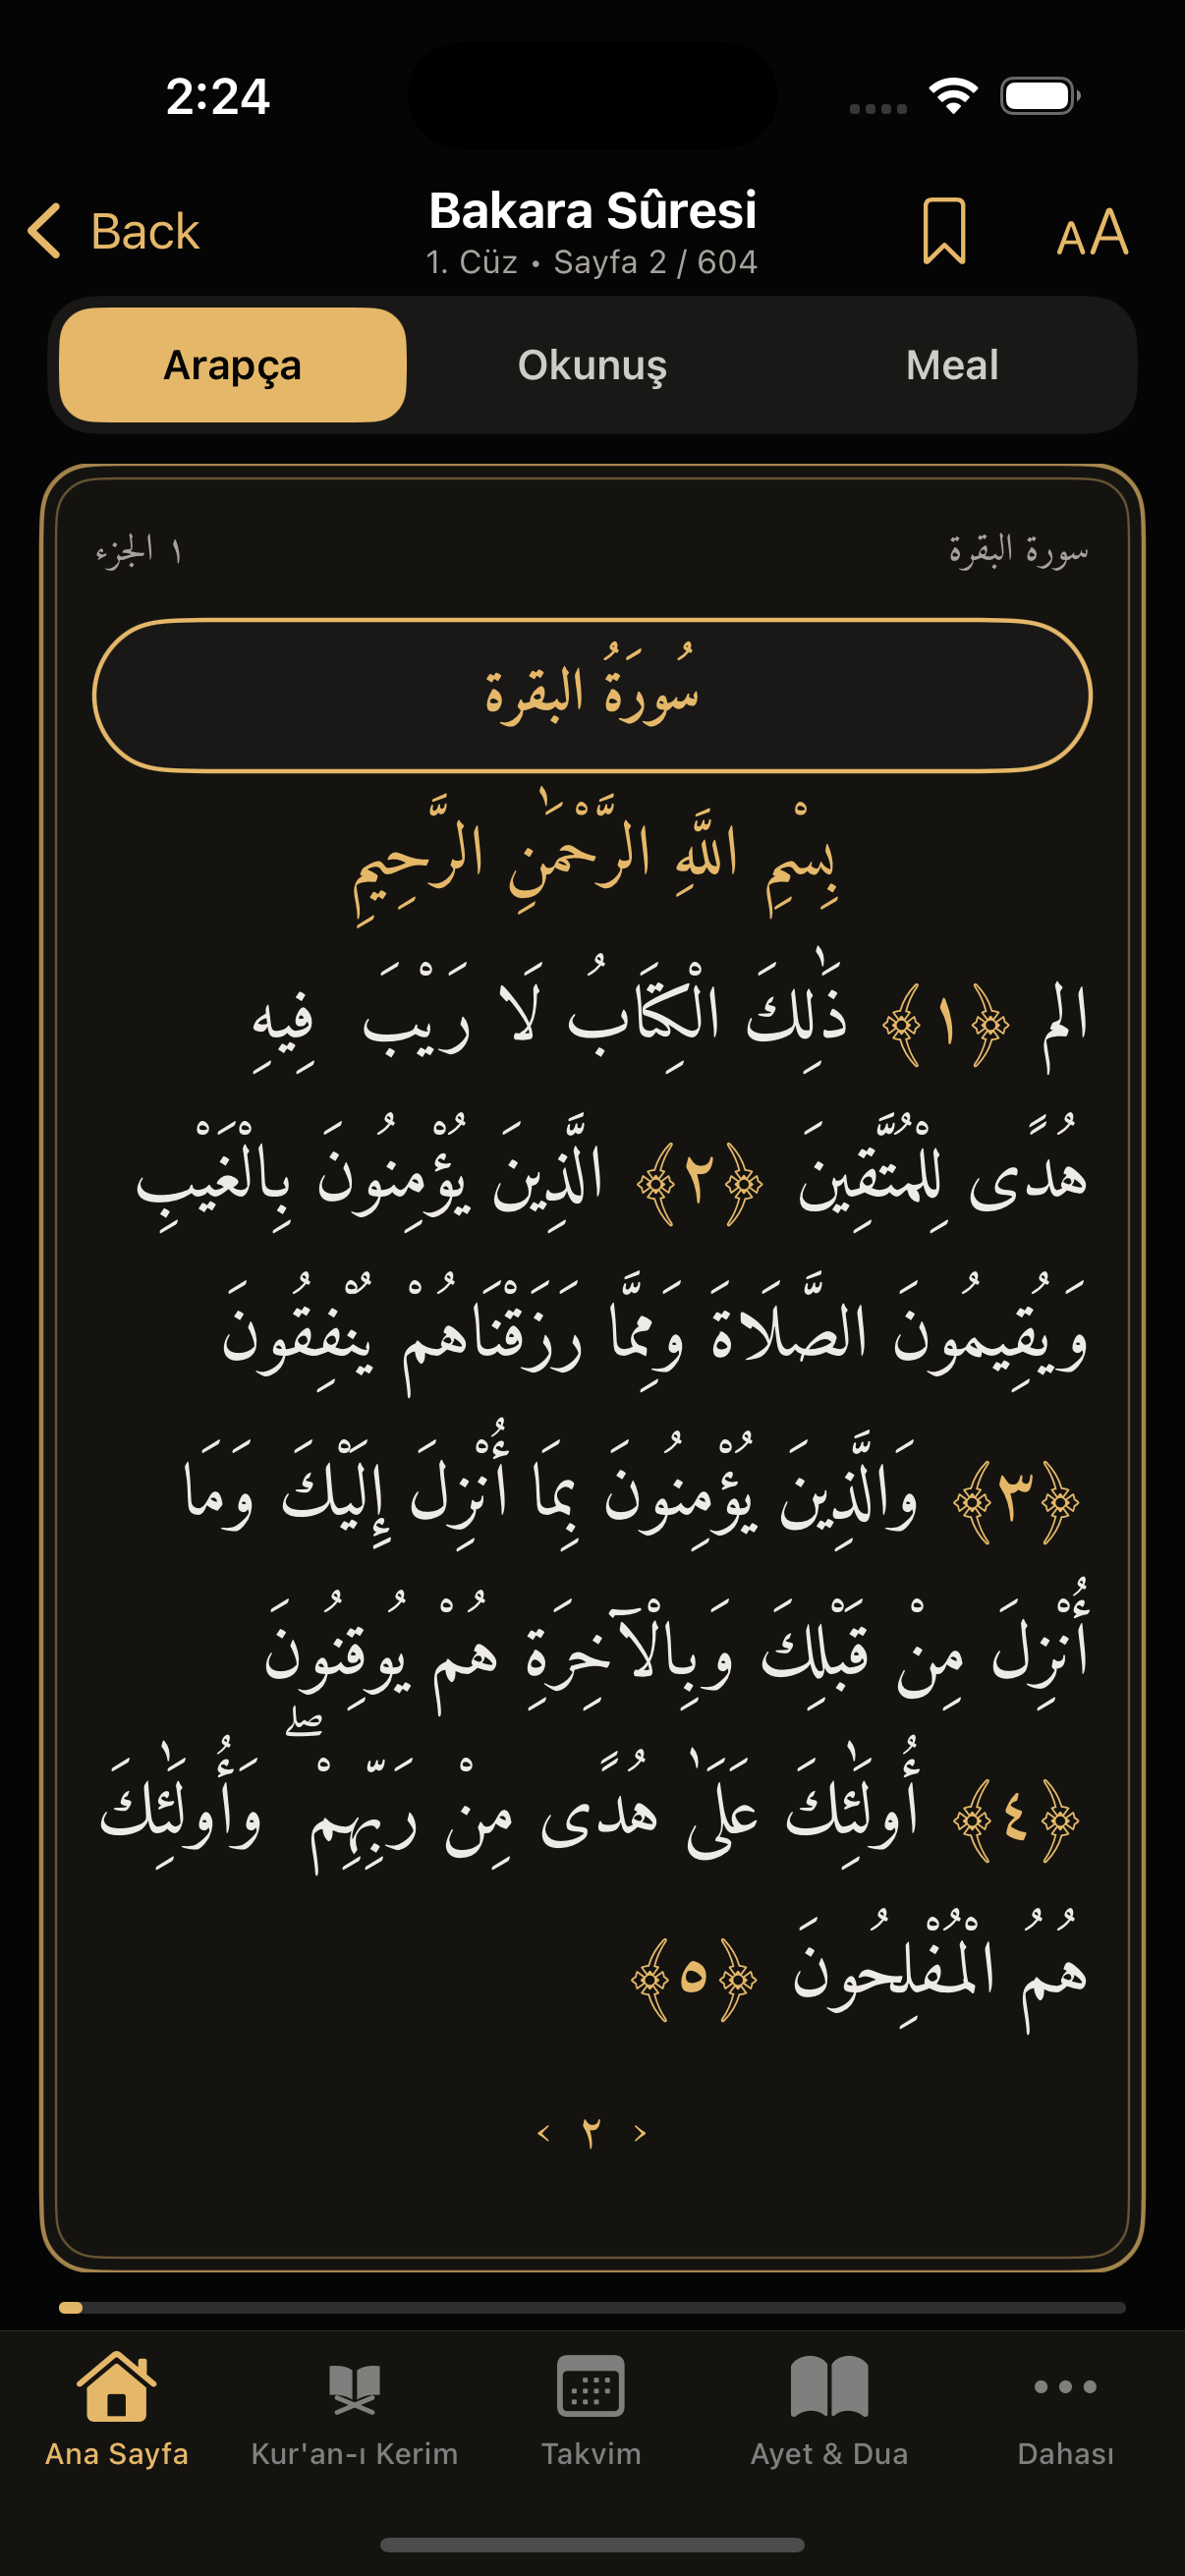 2:24
Back
Bakara Sûresi
1. Cüz • Sayfa 2 / 604
AA
Arapça Okunuş Meal
سورة البقرة
١ الجزء
سُورَةُ البقرة
بِسْمِ اللَّهِ الرَّحْمَٰنِ الرَّحِيمِ
الم ﴿١﴾ ذَٰلِكَ الْكِتَابُ لَا رَيْبَ فِيهِ
هُدًى لِلْمُتَّقِينَ ﴿٢﴾ الَّذِينَ يُؤْمِنُونَ بِالْغَيْبِ
وَيُقِيمُونَ الصَّلَاةَ وَمِمَّا رَزَقْنَاهُمْ يُنْفِقُونَ
﴿٣﴾ وَالَّذِينَ يُؤْمِنُونَ بِمَا أُنْزِلَ إِلَيْكَ وَمَا
أُنْزِلَ مِنْ قَبْلِكَ وَبِالْآخِرَةِ هُمْ يُوقِنُونَ
﴿٤﴾ أُولَٰئِكَ عَلَىٰ هُدًى مِنْ رَبِّهِمْ ۖ وَأُولَٰئِكَ
هُمُ الْمُفْلِحُونَ ﴿٥﴾
‹ ٢ ›
Ana Sayfa Kur'an-ı Kerim Takvim Ayet & Dua Dahası